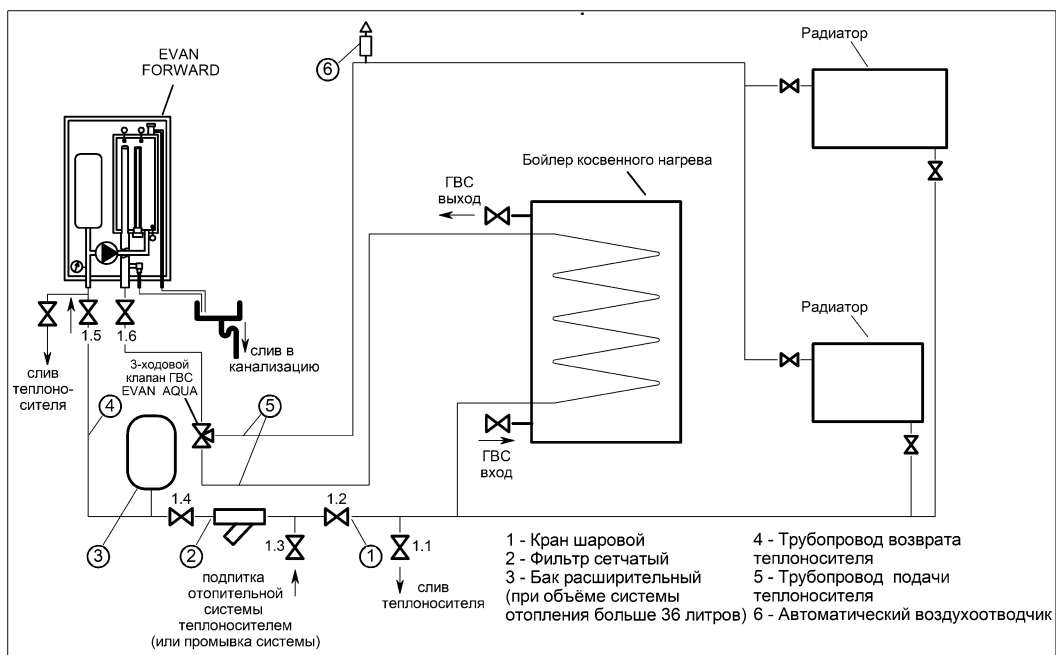 EVAN
FORWARD
6
Радиатор
Бойлер косвенного нагрева
ГВС
выход
Радиатор
1.5
1.6
слив
теплоно-
сителя
слив в
канализацию
3-ходовой
клапан ГВС
EVAN AQUA
4
5
ГВС
вход
1.4
1.2
3
2
1.3
1
1.1
подпитка
отопительной
системы
теплоносителем
(или промывка системы)
слив
теплоносителя
1 - Кран шаровой
2 - Фильтр сетчатый
3 - Бак расширительный
(при объёме системы
отопления больше 36 литров)
4 - Трубопровод возврата
теплоносителя
5 - Трубопровод подачи
теплоносителя
6 - Автоматический воздухоотводчик